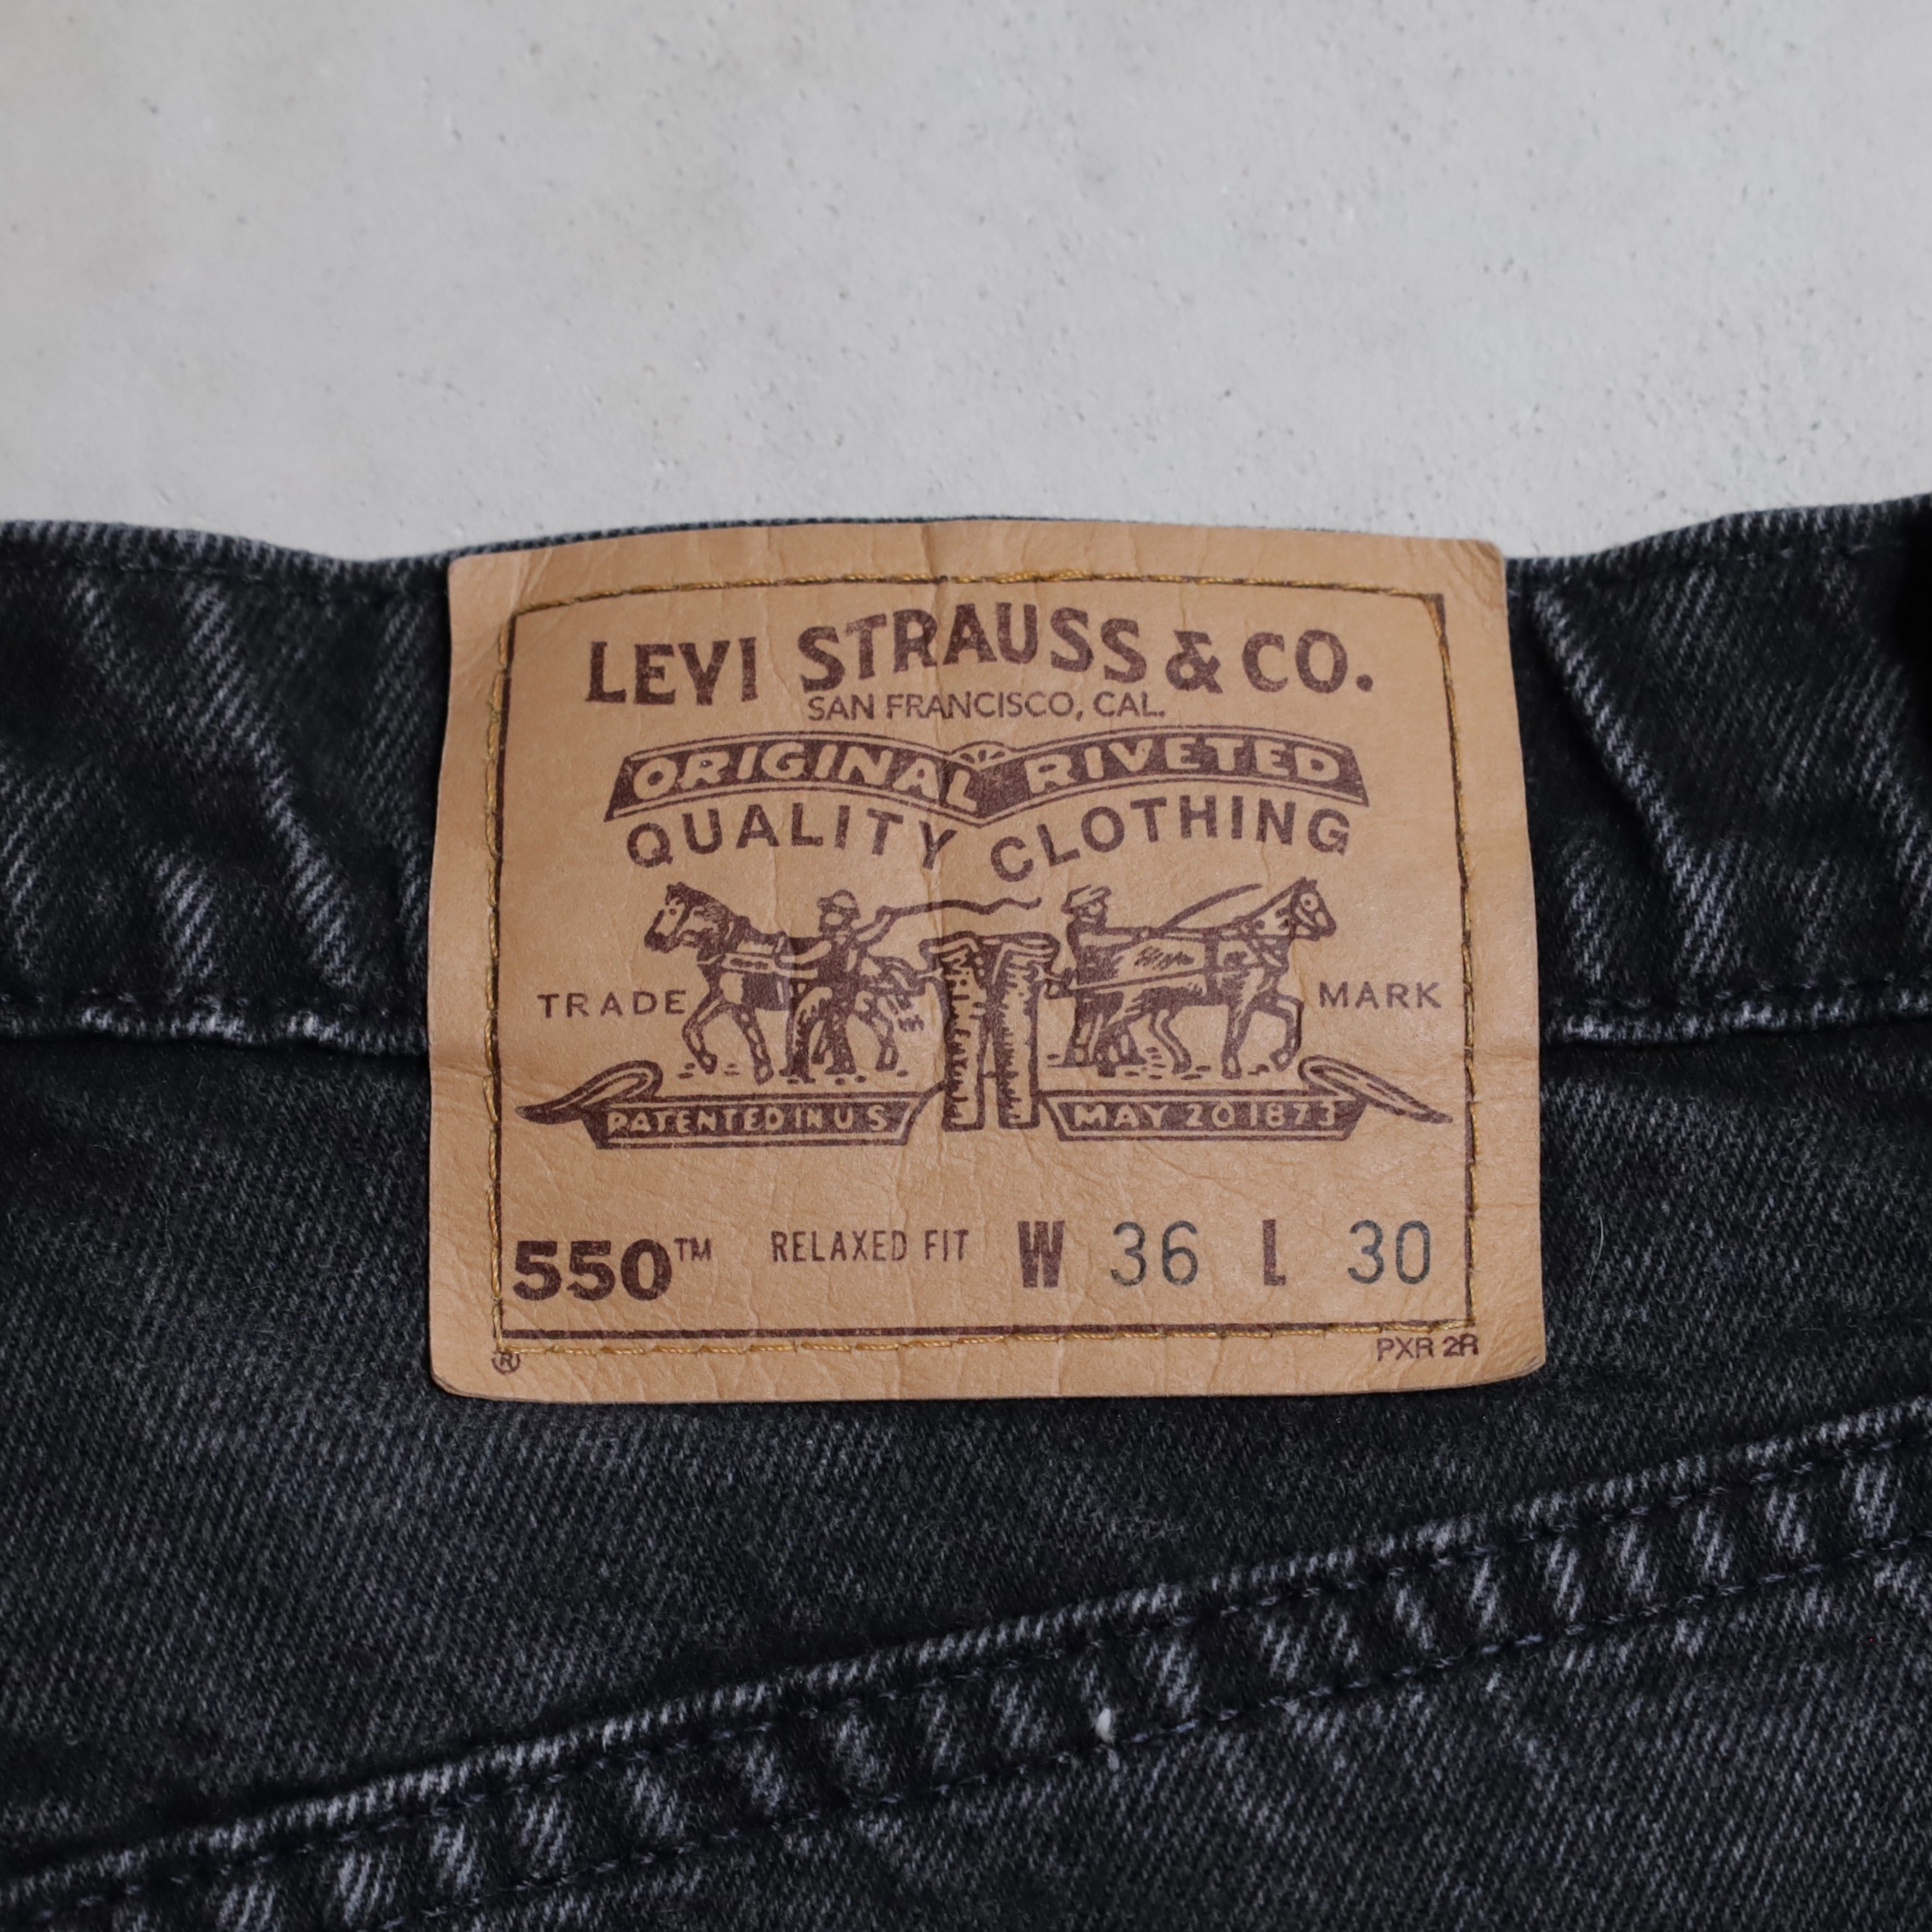 LEVI STRAUSS & CO.
SAN FRANCISCO, CAL.
ORIGINAL RIVETED
QUALITY CLOTHING
TRADE MARK
PATENTED IN U S MAY 20 1873
550™ RELAXED FIT W 36 L 30
® PXR 2R